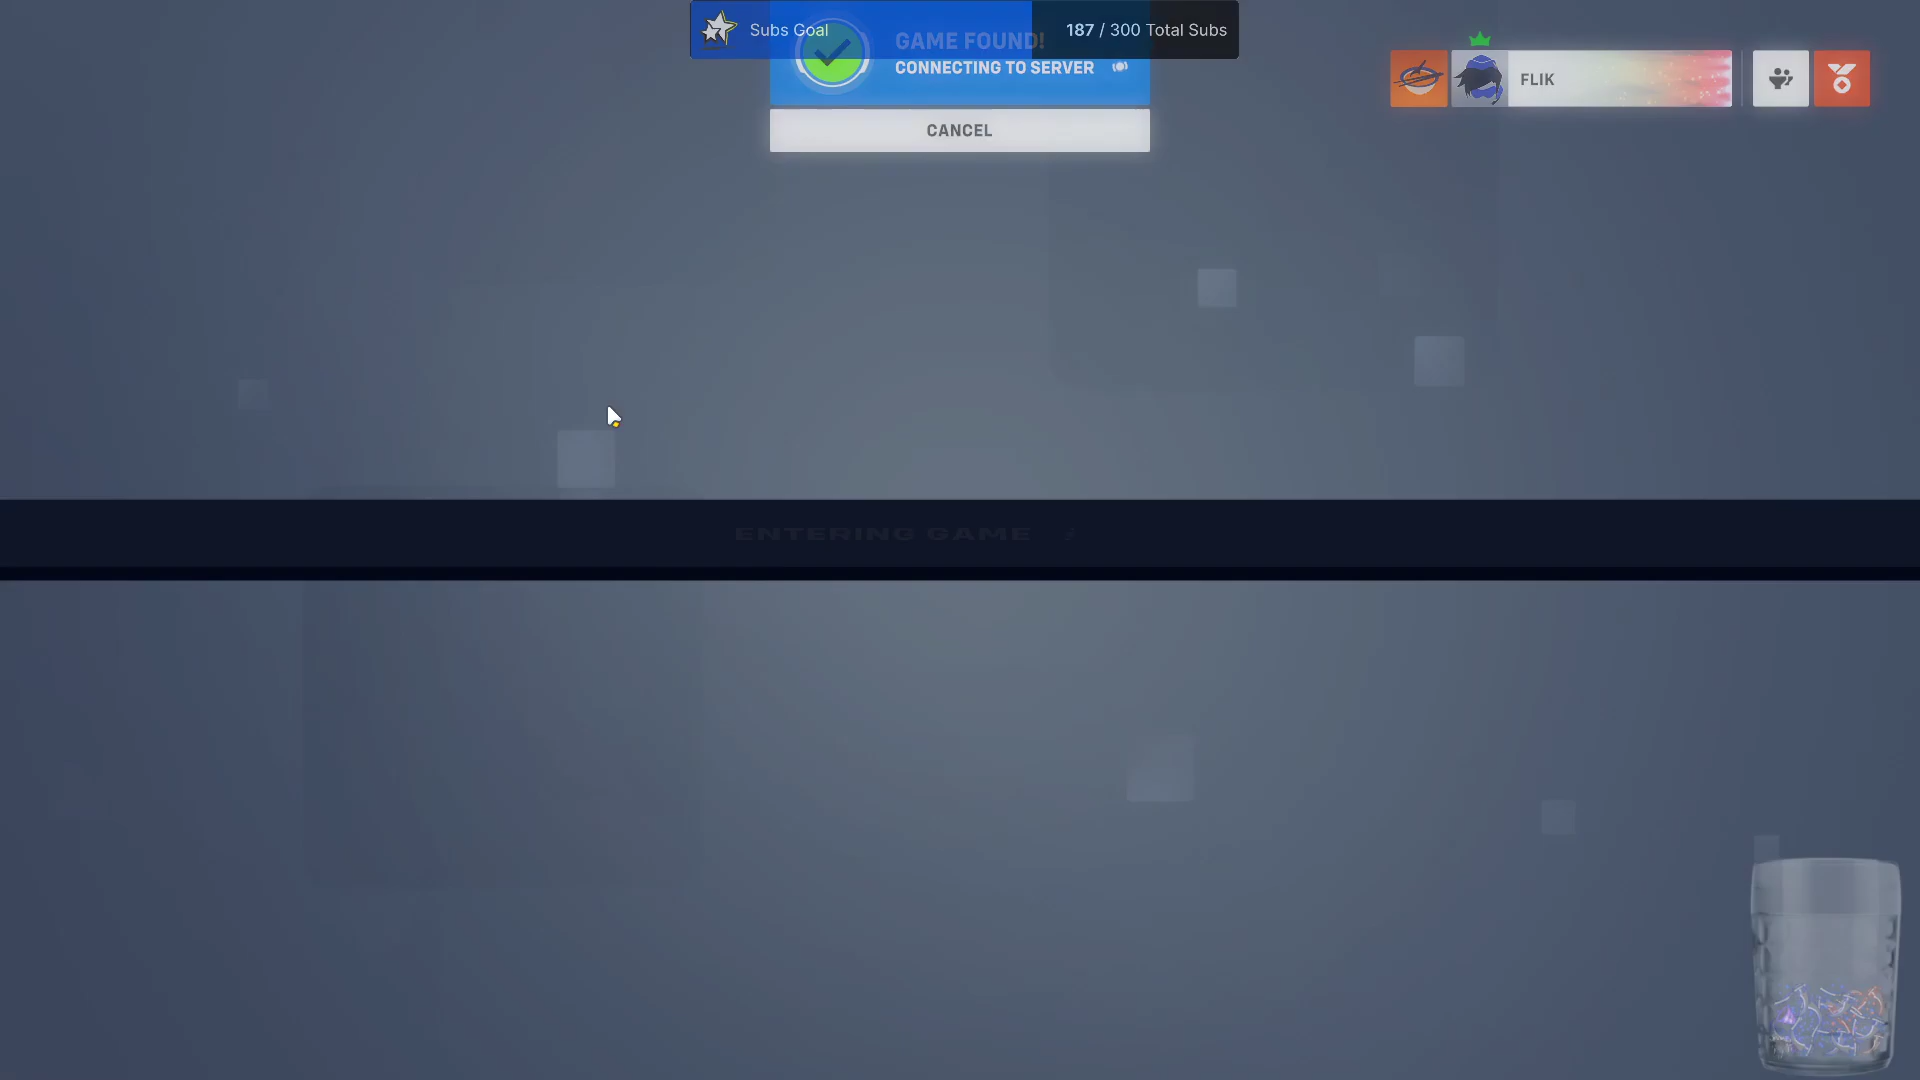 Subs Goal
187 / 300 Total Subs
GAME FOUND!
CONNECTING TO SERVER
CANCEL
FLIK
ENTERING GAME